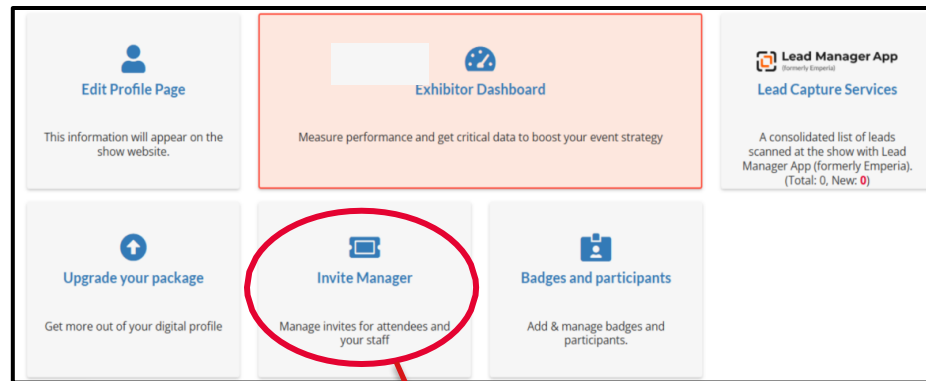 Edit Profile Page
This information will appear on the
show website.
Exhibitor Dashboard
Measure performance and get critical data to boost your event strategy
Lead Manager App
(formerly Emperia)
Lead Capture Services
A consolidated list of leads
scanned at the show with Lead
Manager App (formerly Emperia).
(Total: 0, New: 0)
Upgrade your package
Get more out of your digital profile
Invite Manager
Manage invites for attendees and
your staff
Badges and participants
Add & manage badges and
participants.